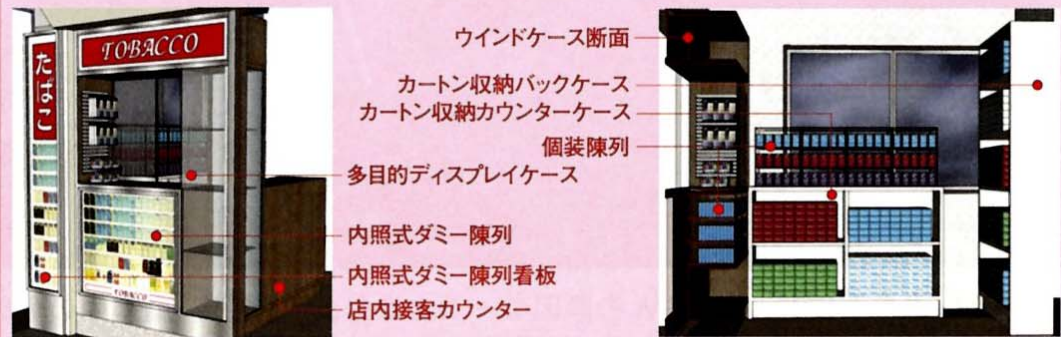 TOBACCO
たばこ
TOBACCO
ウインドケース断面
カートン収納バックケース
カートン収納カウンターケース
個装陳列
多目的ディスプレイケース
内照式ダミー陳列
内照式ダミー陳列看板
店内接客カウンター